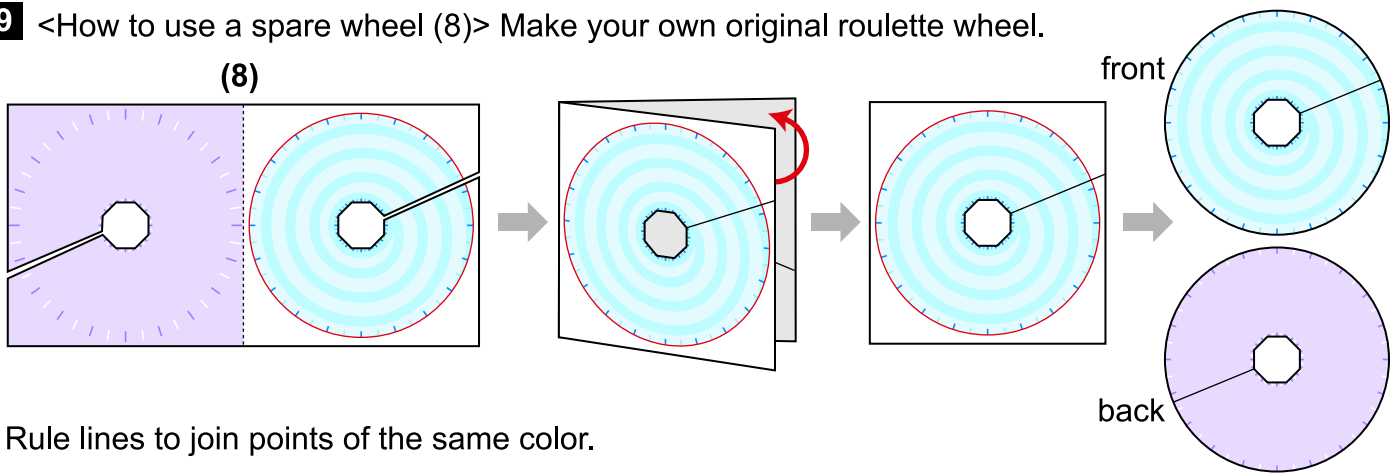 9 <How to use a spare wheel (8)> Make your own original roulette wheel.
(8)
front
back
Rule lines to join points of the same color.